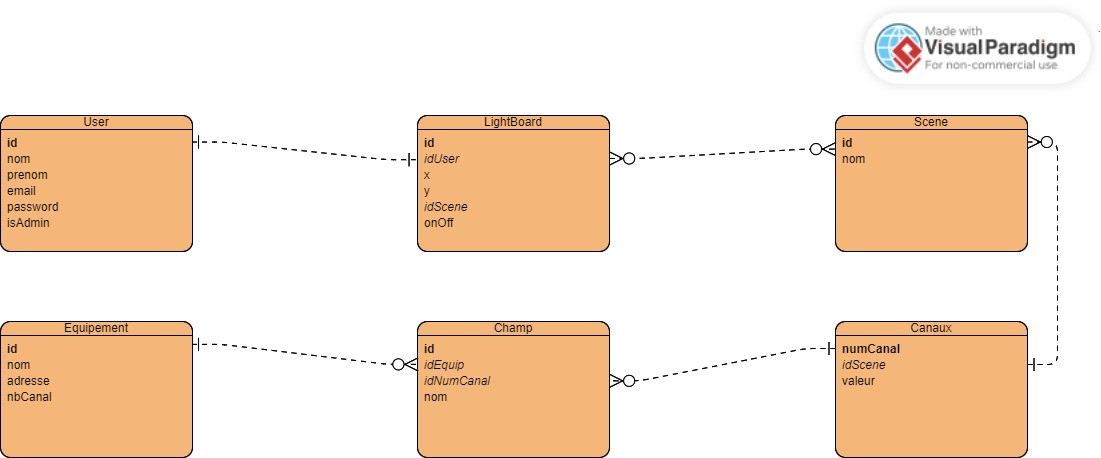 Made with
Visual Paradigm
For non-commercial use
User
id
nom
prenom
email
password
isAdmin
LightBoard
id
idUser
x
y
idScene
onOff
Scene
id
nom
Equipement
id
nom
adresse
nbCanal
Champ
id
idEquip
idNumCanal
nom
Canaux
numCanal
idScene
valeur